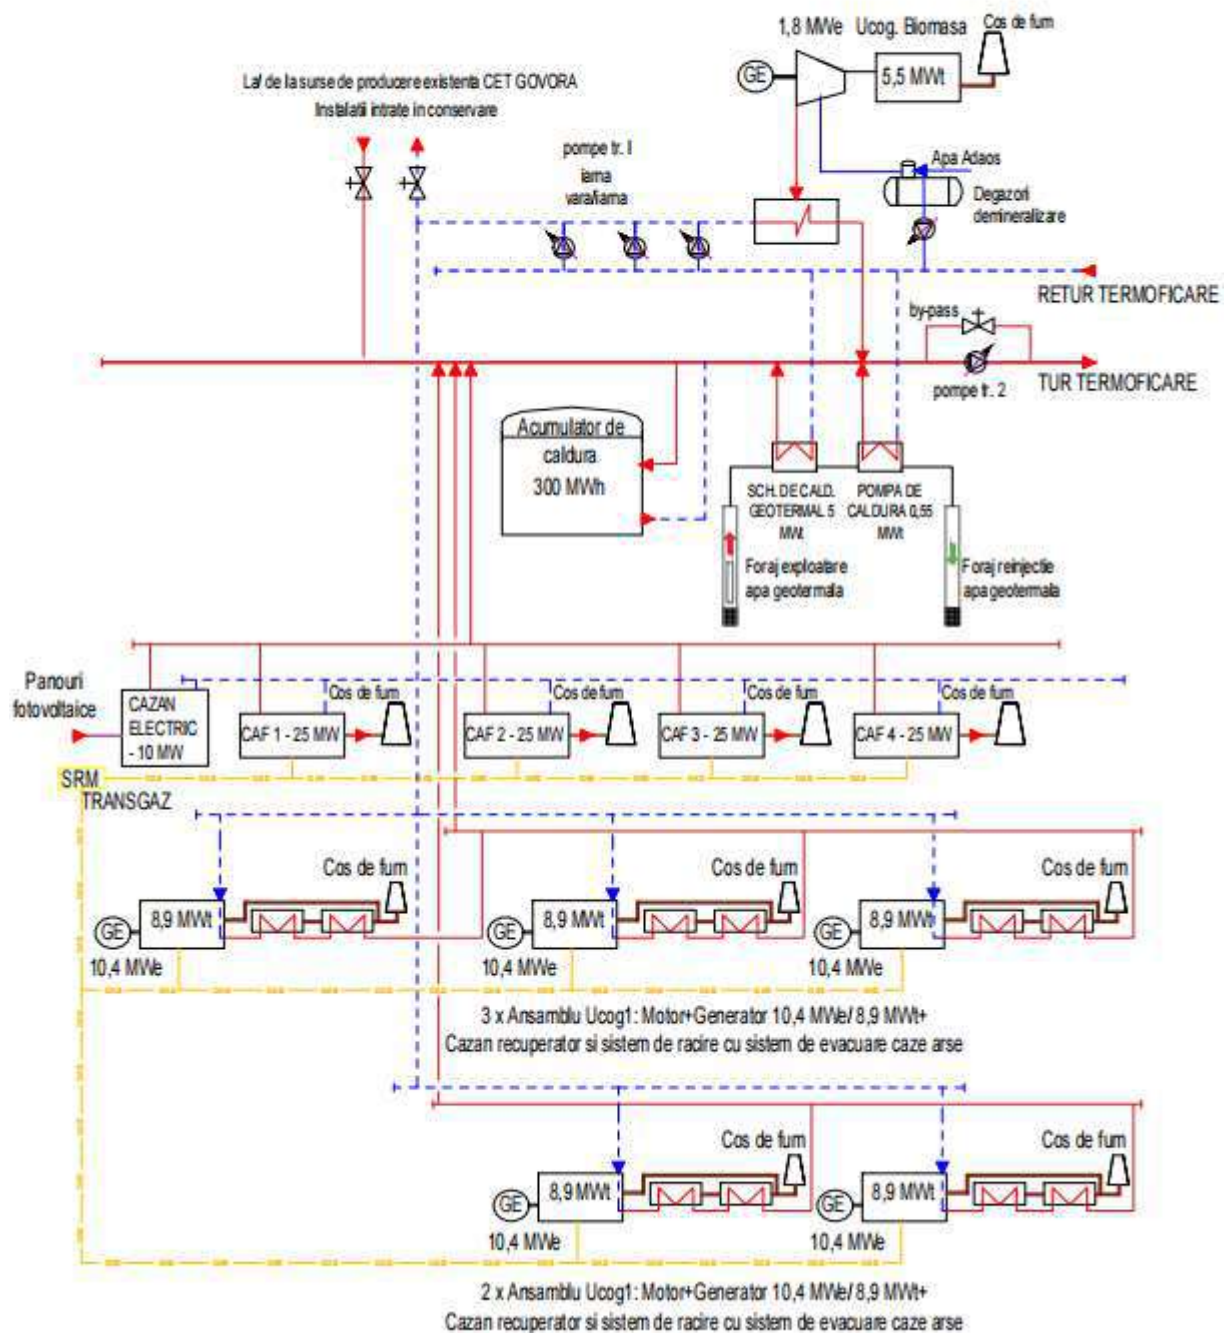 1,8 MWe Ucog. Biomasa
Cos de fum
GE
5,5 MWt
La/ de la surse de producere existenta CET GOVORA
Instalatii intrate in conservare
pompe tr. I
iarna
vara/iarna
Apa Adaos
Degazori
demineralizare
RETUR TERMOFICARE
by-pass
TUR TERMOFICARE
pompe tr. 2
Acumulator de
caldura
300 MWh
SCH. DE CALD.
GEOTERMAL 5
MWt
POMPA DE
CALDURA 0,55
MWt
Foraj exploatare
apa geotermala
Foraj reinjectie
apa geotermala
Panouri
fotovoltaice
CAZAN
ELECTRIC
- 10 MW
Cos de fum
Cos de fum
Cos de fum
Cos de fum
CAF 1 - 25 MW
CAF 2 - 25 MW
CAF 3 - 25 MW
CAF 4 - 25 MW
SRM
TRANSGAZ
Cos de fum
Cos de fum
Cos de fum
GE
8,9 MWt
GE
8,9 MWt
GE
8,9 MWt
10,4 MWe
10,4 MWe
10,4 MWe
3 x Ansamblu Ucog1: Motor+Generator 10,4 MWe/ 8,9 MWt+
Cazan recuperator si sistem de racire cu sistem de evacuare caze arse
Cos de fum
Cos de fum
GE
8,9 MWt
GE
8,9 MWt
10,4 MWe
10,4 MWe
2 x Ansamblu Ucog1: Motor+Generator 10,4 MWe/ 8,9 MWt+
Cazan recuperator si sistem de racire cu sistem de evacuare caze arse